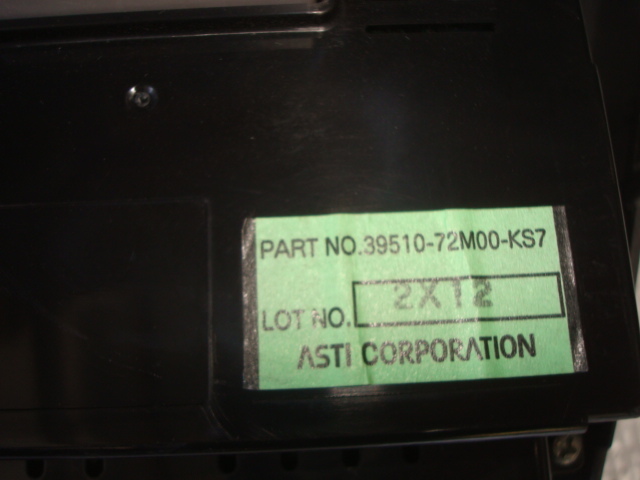 PART NO.39510-72M00-KS7
LOT NO. 2X12
ASTI CORPORATION